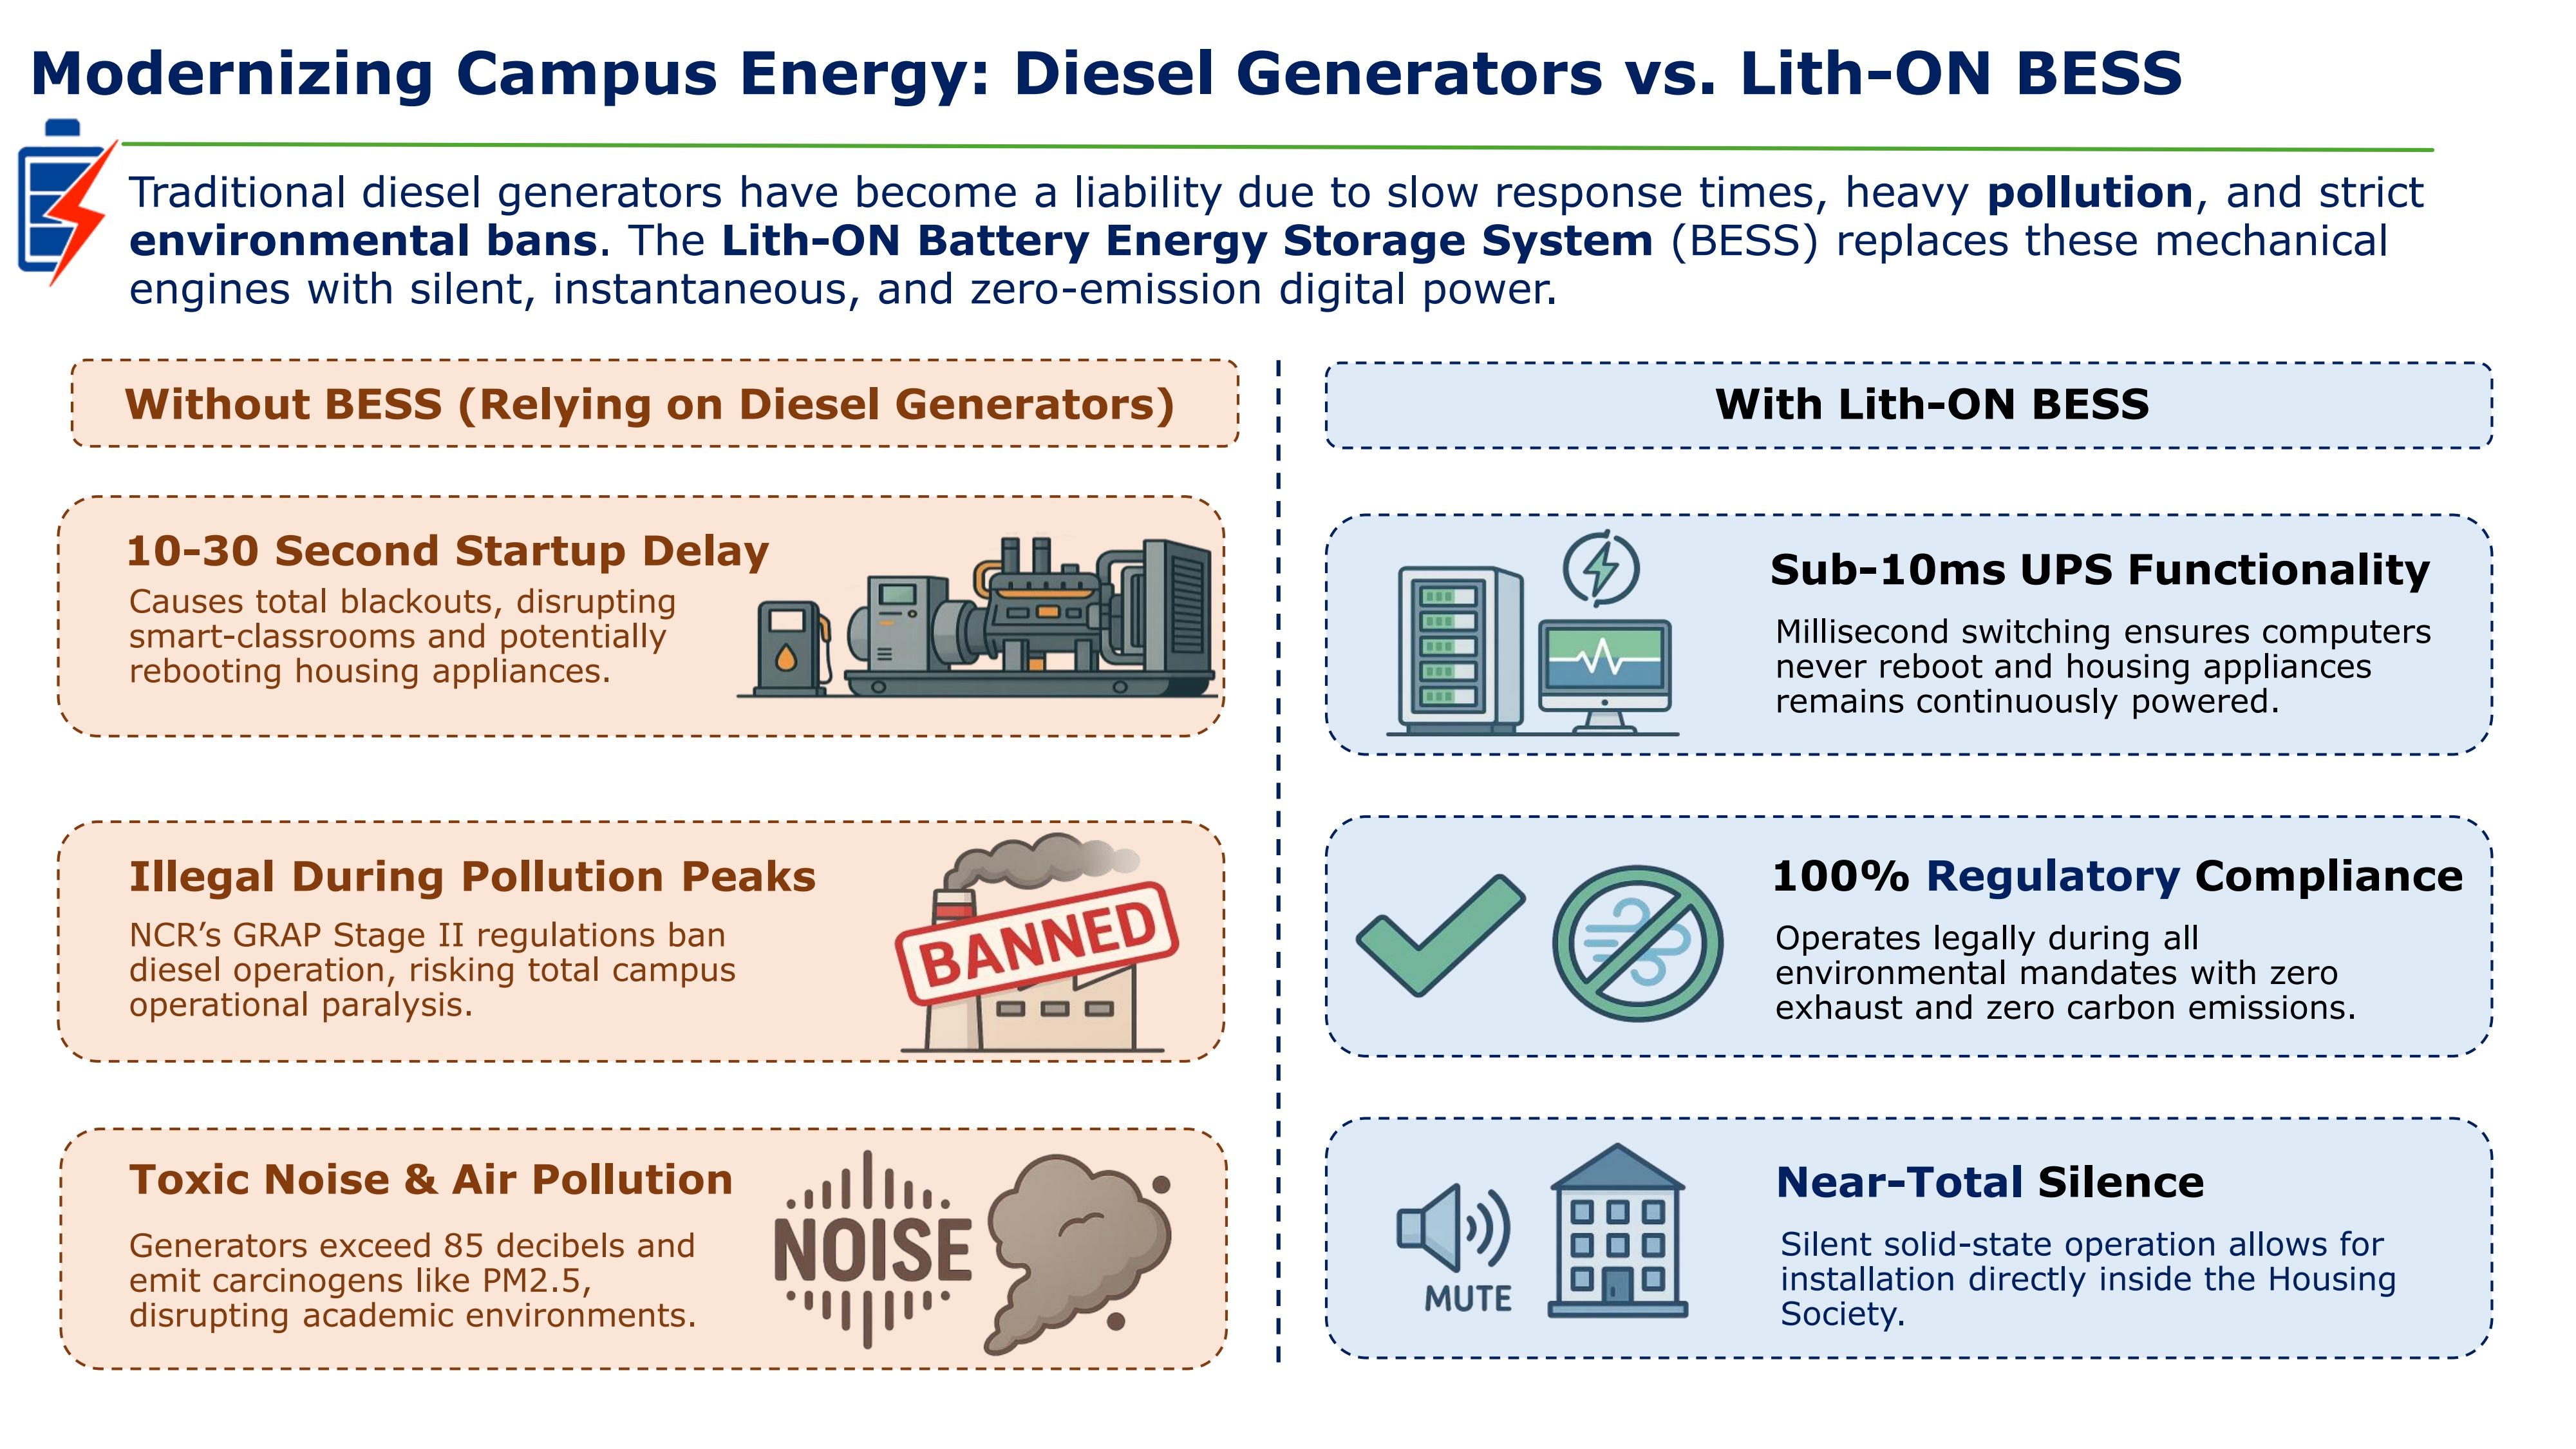 Modernizing Campus Energy: Diesel Generators vs. Lith-ON BESS
Traditional diesel generators have become a liability due to slow response times, heavy pollution, and strict
environmental bans. The Lith-ON Battery Energy Storage System (BESS) replaces these mechanical
engines with silent, instantaneous, and zero-emission digital power.
Without BESS (Relying on Diesel Generators)
10-30 Second Startup Delay
Causes total blackouts, disrupting
smart-classrooms and potentially
rebooting housing appliances.
Illegal During Pollution Peaks
NCR’s GRAP Stage II regulations ban
diesel operation, risking total campus
operational paralysis.
BANNED
Toxic Noise & Air Pollution
Generators exceed 85 decibels and
emit carcinogens like PM2.5,
disrupting academic environments.
NOISE
With Lith-ON BESS
Sub-10ms UPS Functionality
Millisecond switching ensures computers
never reboot and housing appliances
remains continuously powered.
100% Regulatory Compliance
Operates legally during all
environmental mandates with zero
exhaust and zero carbon emissions.
MUTE
Near-Total Silence
Silent solid-state operation allows for
installation directly inside the Housing
Society.